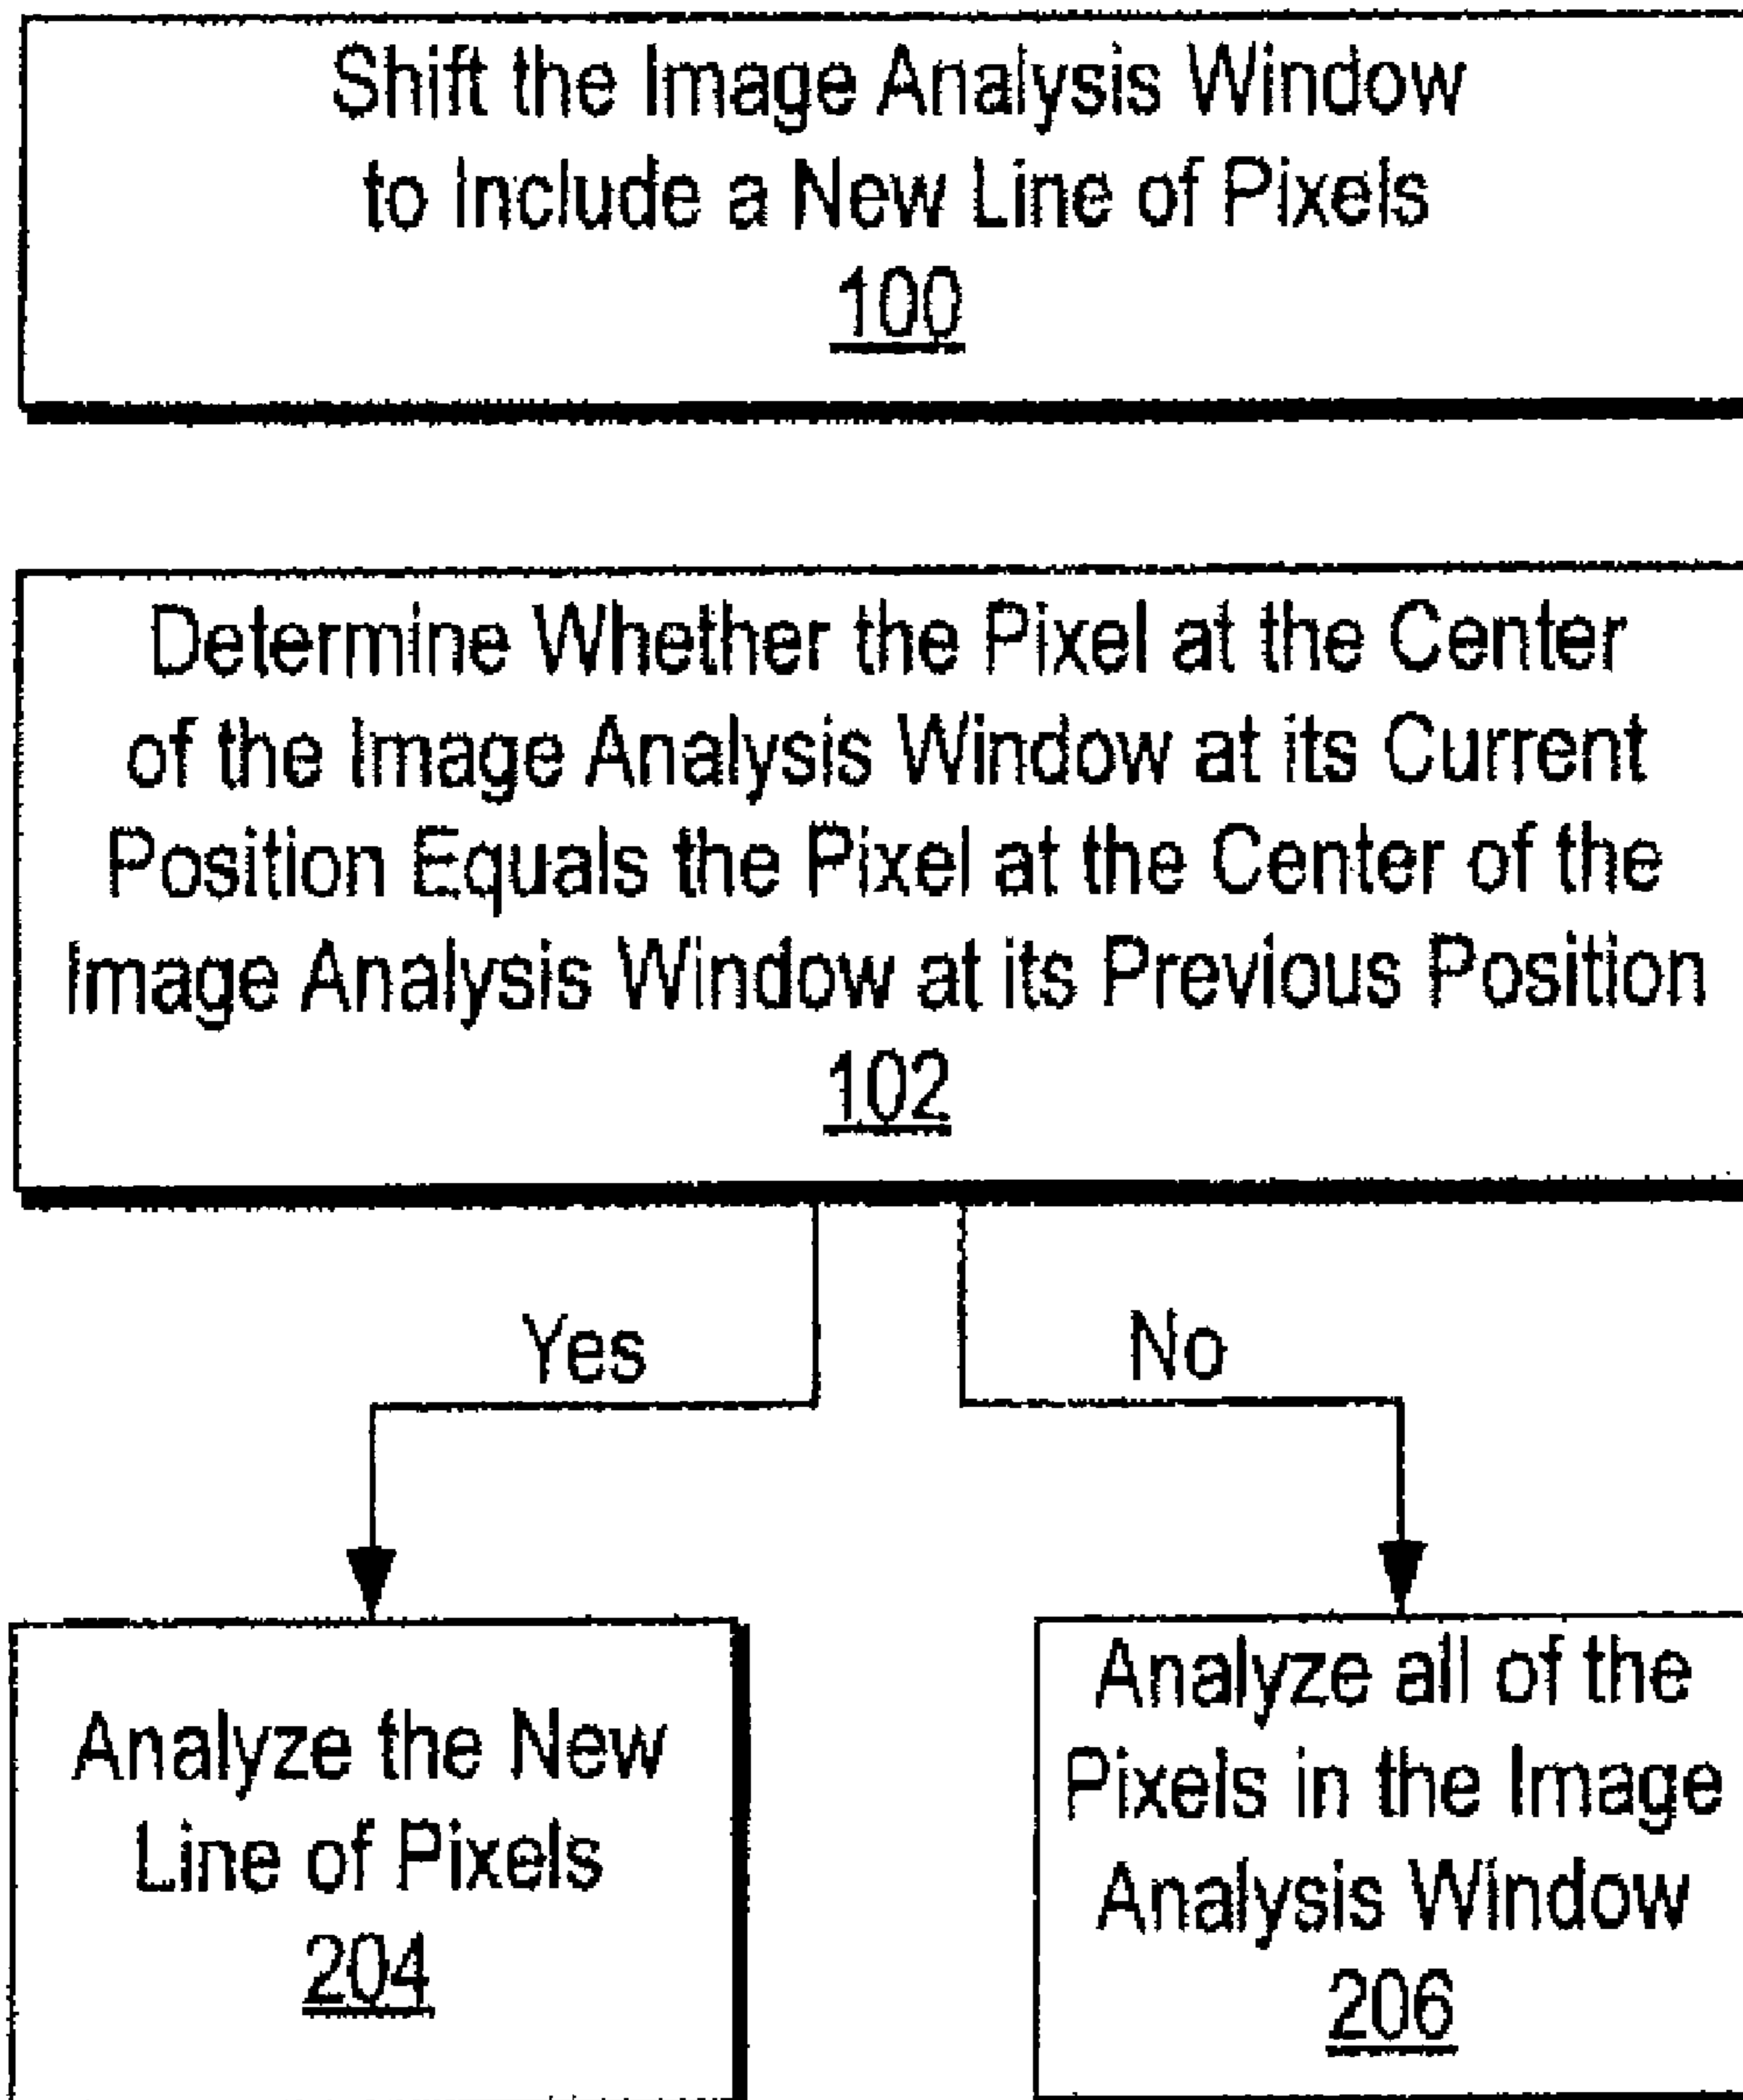 Shift the Image Analysis Window
to Include a New Line of Pixels
100
Determine Whether the Pixel at the Center
of the Image Analysis Window at its Current
Position Equals the Pixel at the Center of the
Image Analysis Window at its Previous Position
102
Yes
No
Analyze the New
Line of Pixels
204
Analyze all of the
Pixels in the Image
Analysis Window
206